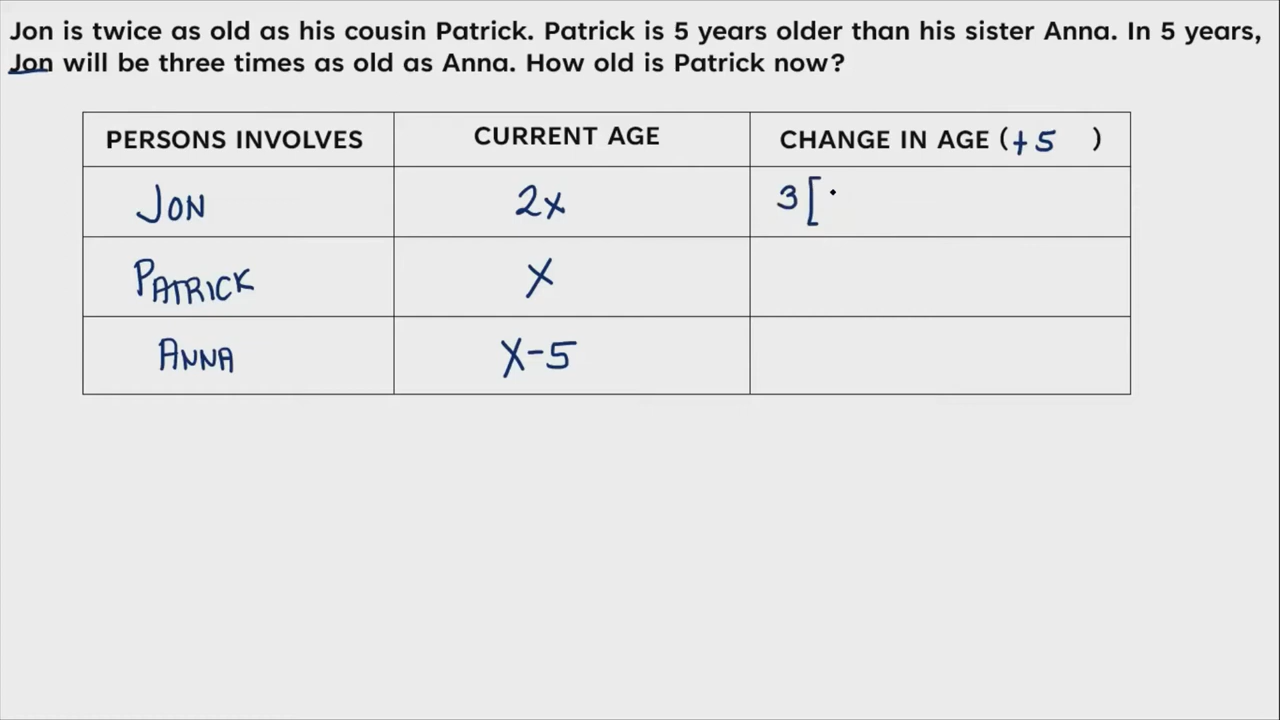 Jon is twice as old as his cousin Patrick. Patrick is 5 years older than his sister Anna. In 5 years,
Jon will be three times as old as Anna. How old is Patrick now?
PERSONS INVOLVES CURRENT AGE CHANGE IN AGE (+5 )
JON 2x 3[
PATRICK X
ANNA X-5